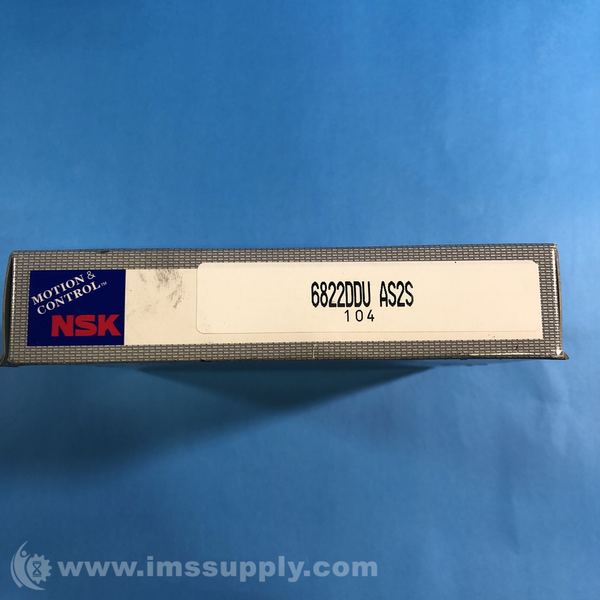 MOTION &
CONTROL™
NSK
6822DDU AS2S
104
www.imssupply.com